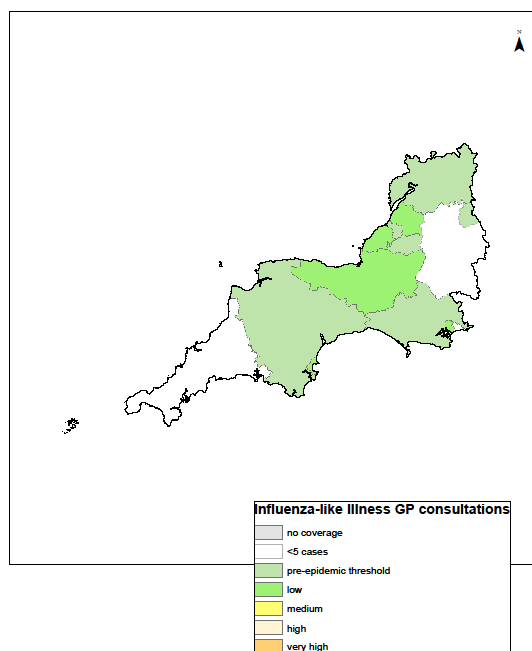 N
Influenza-like Illness GP consultations
no coverage
<5 cases
pre-epidemic threshold
low
medium
high
very high